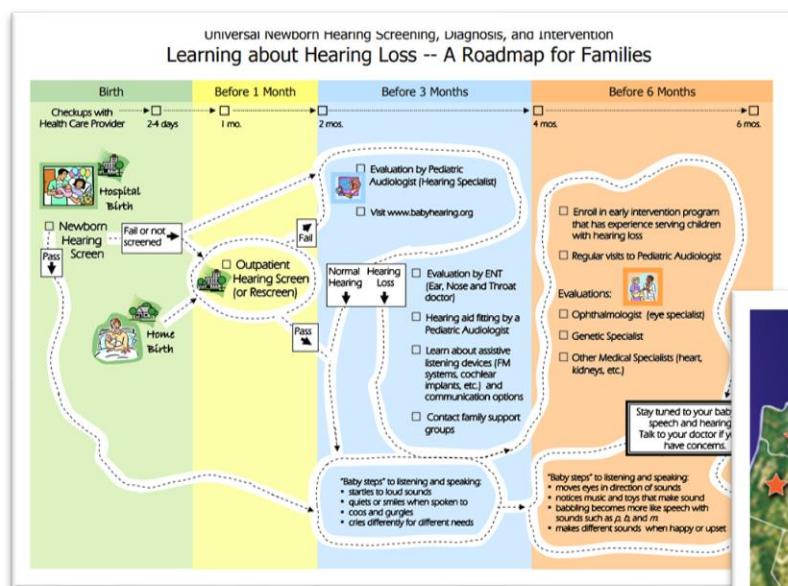 Universal Newborn Hearing Screening, Diagnosis, and Intervention
Learning about Hearing Loss -- A Roadmap for Families
Birth
Before 1 Month
Before 3 Months
Before 6 Months
Checkups with
Health Care Provider
2-4 days
1 mo.
2 mos.
4 mos.
6 mos.
Hospital
Birth
Newborn
Hearing
Screen
Fail or not
screened
Pass
Home
Birth
Outpatient
Hearing Screen
(or Rescreen)
Fail
Pass
Evaluation by Pediatric
Audiologist (Hearing Specialist)
Visit www.babyhearing.org
Normal
Hearing
Hearing
Loss
Evaluation by ENT
(Ear, Nose and Throat
doctor)
Hearing aid fitting by a
Pediatric Audiologist
Learn about assistive
listening devices (FM
systems, cochlear
implants, etc.) and
communication options
Contact family support
groups
"Baby steps" to listening and speaking:
• startles to loud sounds
• quiets or smiles when spoken to
• coos and gurgles
• cries differently for different needs
Enroll in early intervention program
that has experience serving children
with hearing loss
Regular visits to Pediatric Audiologist
Evaluations:
Ophthalmologist (eye specialist)
Genetic Specialist
Other Medical Specialists (heart,
kidneys, etc.)
Stay tuned to your
speech and hearing
Talk to your doctor if
have concerns.
"Baby steps" to listening and speaking:
• moves eyes in direction of sounds
• notices music and toys that make sound
• babbling becomes more like speech with
sounds such as p, b, and m
• makes different sounds when happy or upset